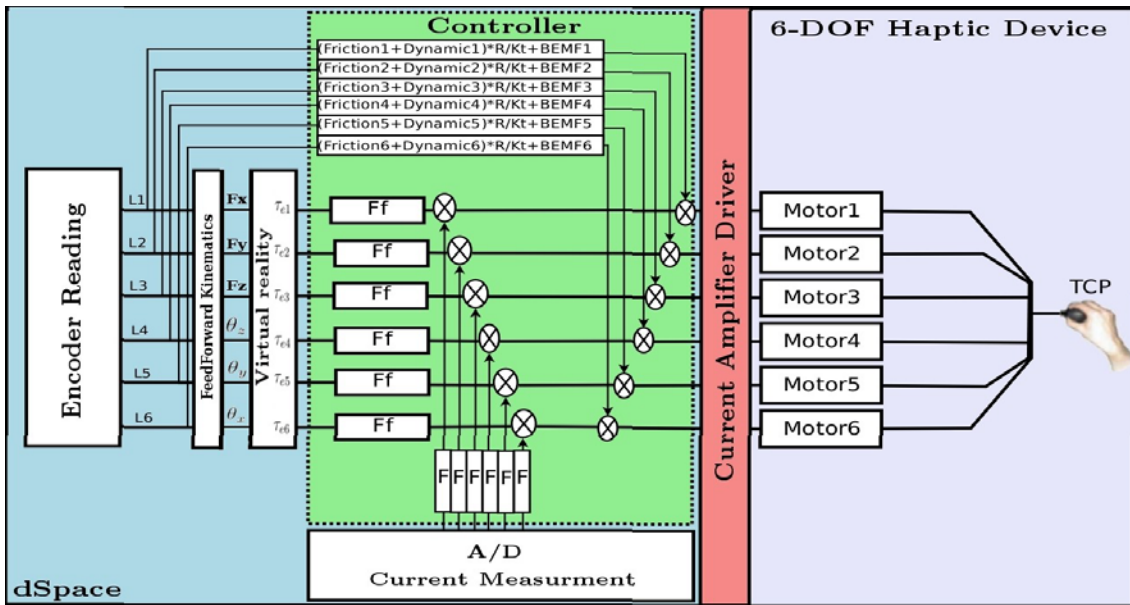 Controller
6-DOF Haptic Device
(Friction1+Dynamic1)*R/Kt+BEMF1
(Friction2+Dynamic2)*R/Kt+BEMF2
(Friction3+Dynamic3)*R/Kt+BEMF3
(Friction4+Dynamic4)*R/Kt+BEMF4
(Friction5+Dynamic5)*R/Kt+BEMF5
(Friction6+Dynamic6)*R/Kt+BEMF6
Encoder Reading
L1
L2
L3
L4
L5
L6
FeedForward Kinematics
Fx
Fy
Fz
θz
θy
θx
Virtual reality
τe1
τe2
τe3
τe4
τe5
τe6
Ff
Ff
Ff
Ff
Ff
Ff
F F F F F F
A/D
Current Measurment
dSpace
Current Amplifier Driver
Motor1
Motor2
Motor3
Motor4
Motor5
Motor6
TCP